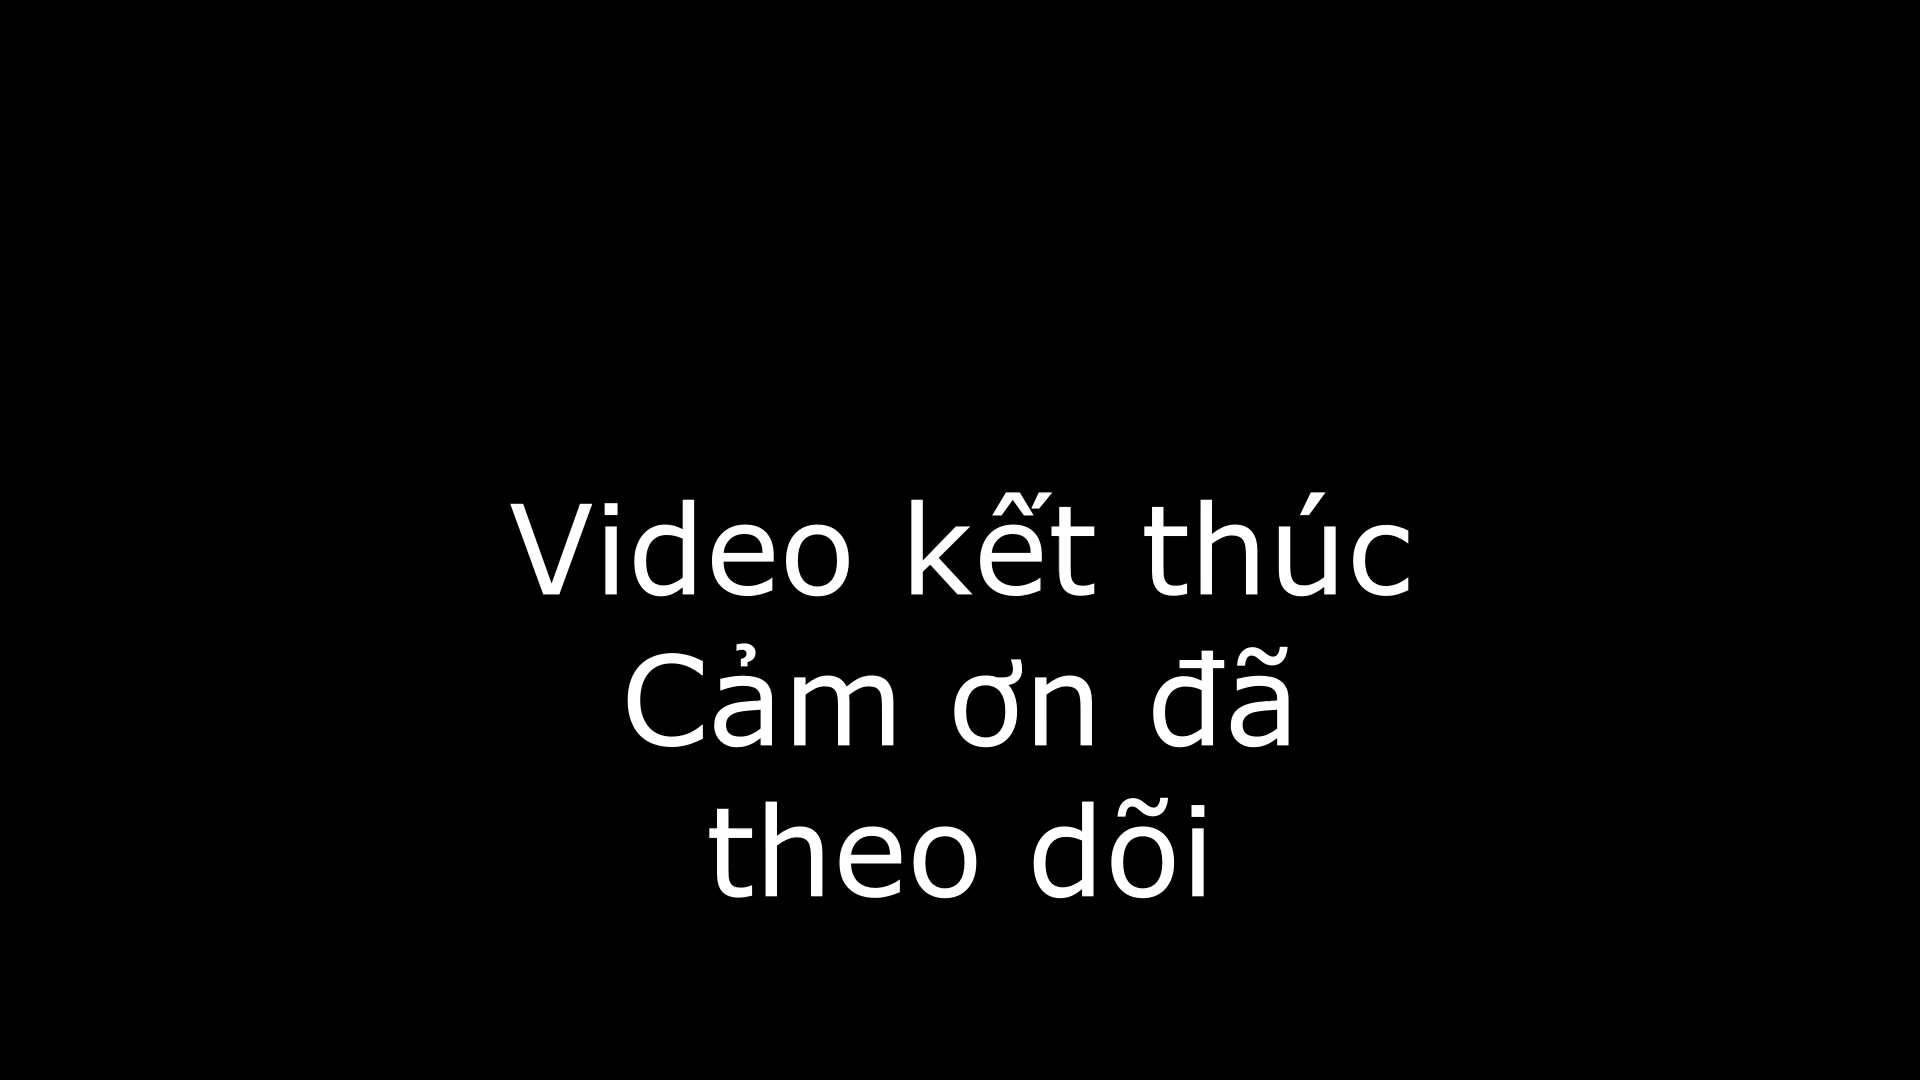 Video kết thúc
Cảm ơn đã
theo dõi